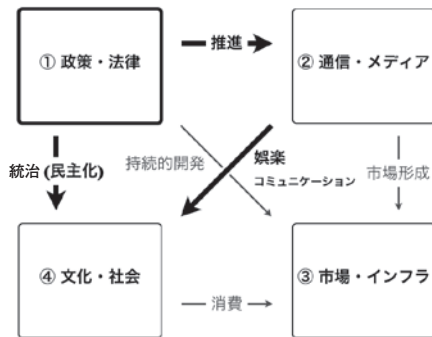 ① 政策・法律
推進
② 通信・メディア
統治(民主化)
持続的開発
娯楽
コミュニケーション
市場形成
④ 文化・社会
消費
③ 市場・インフラ